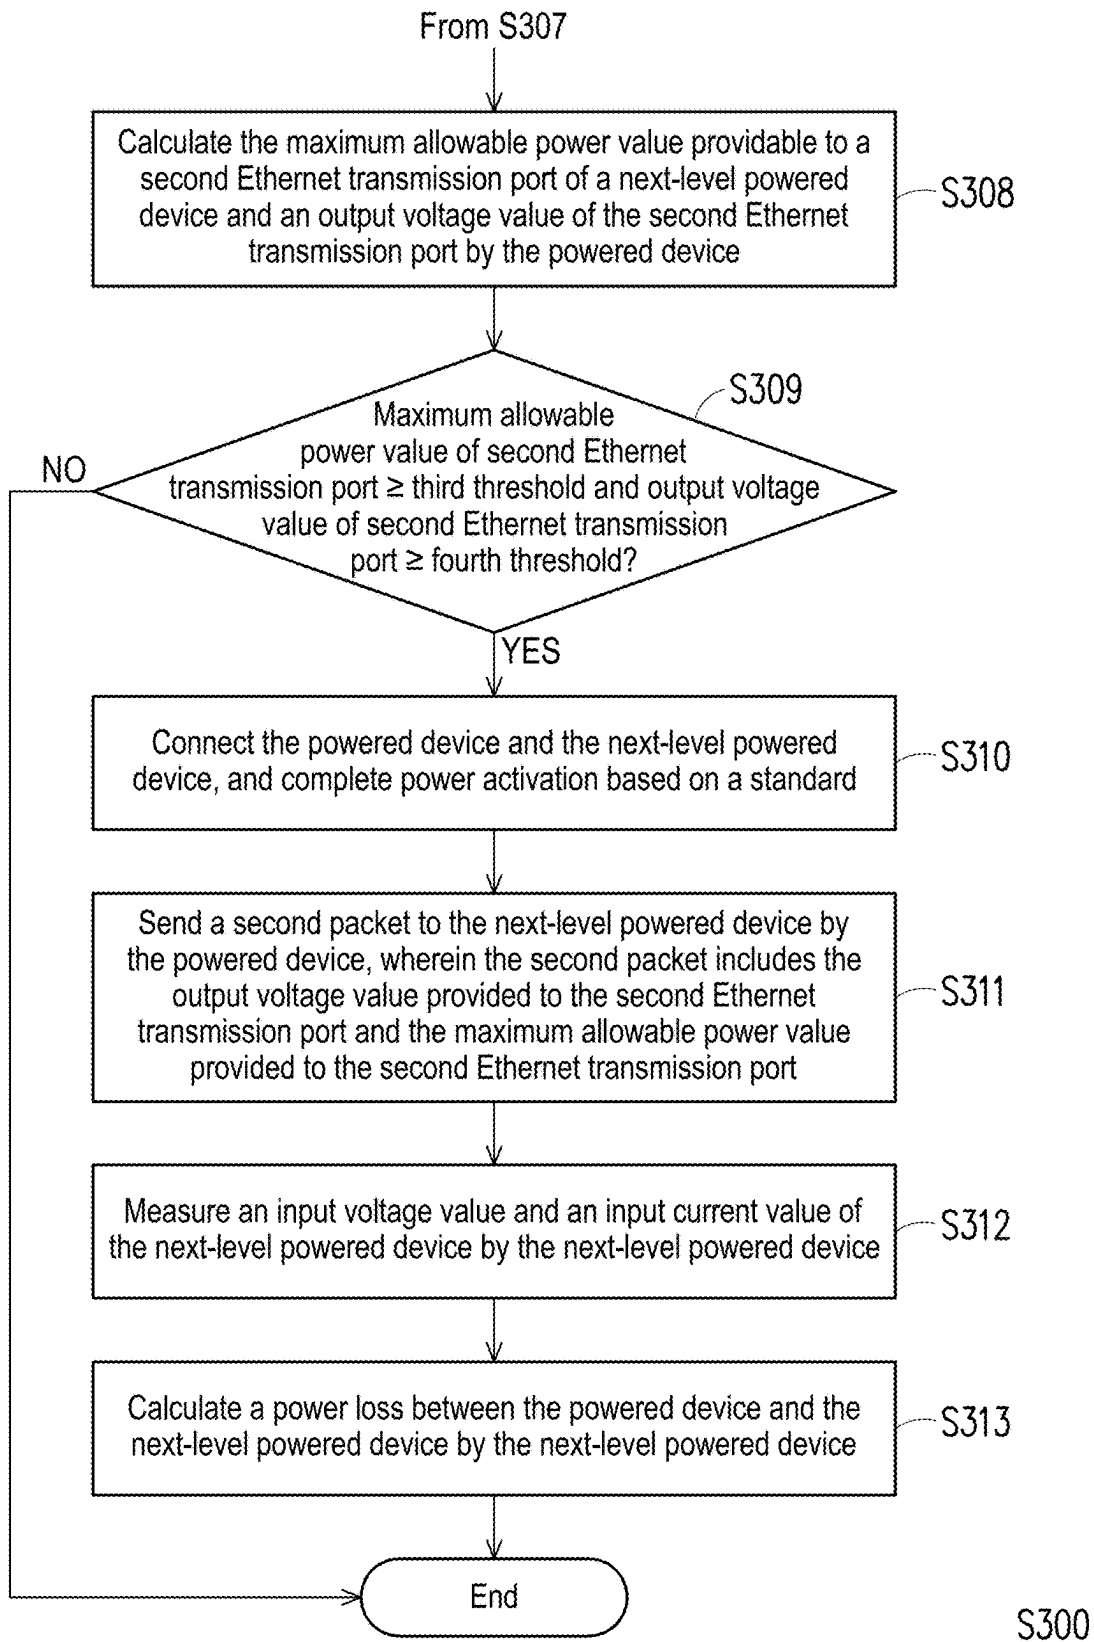 From S307
Calculate the maximum allowable power value providable to a
second Ethernet transmission port of a next-level powered
device and an output voltage value of the second Ethernet
transmission port by the powered device
S308
S309
Maximum allowable
power value of second Ethernet
transmission port ≥ third threshold and output voltage
value of second Ethernet transmission
port ≥ fourth threshold?
NO
YES
Connect the powered device and the next-level powered
device, and complete power activation based on a standard
S310
Send a second packet to the next-level powered device by
the powered device, wherein the second packet includes the
output voltage value provided to the second Ethernet
transmission port and the maximum allowable power value
provided to the second Ethernet transmission port
S311
Measure an input voltage value and an input current value of
the next-level powered device by the next-level powered device
S312
Calculate a power loss between the powered device and the
next-level powered device by the next-level powered device
S313
End
S300